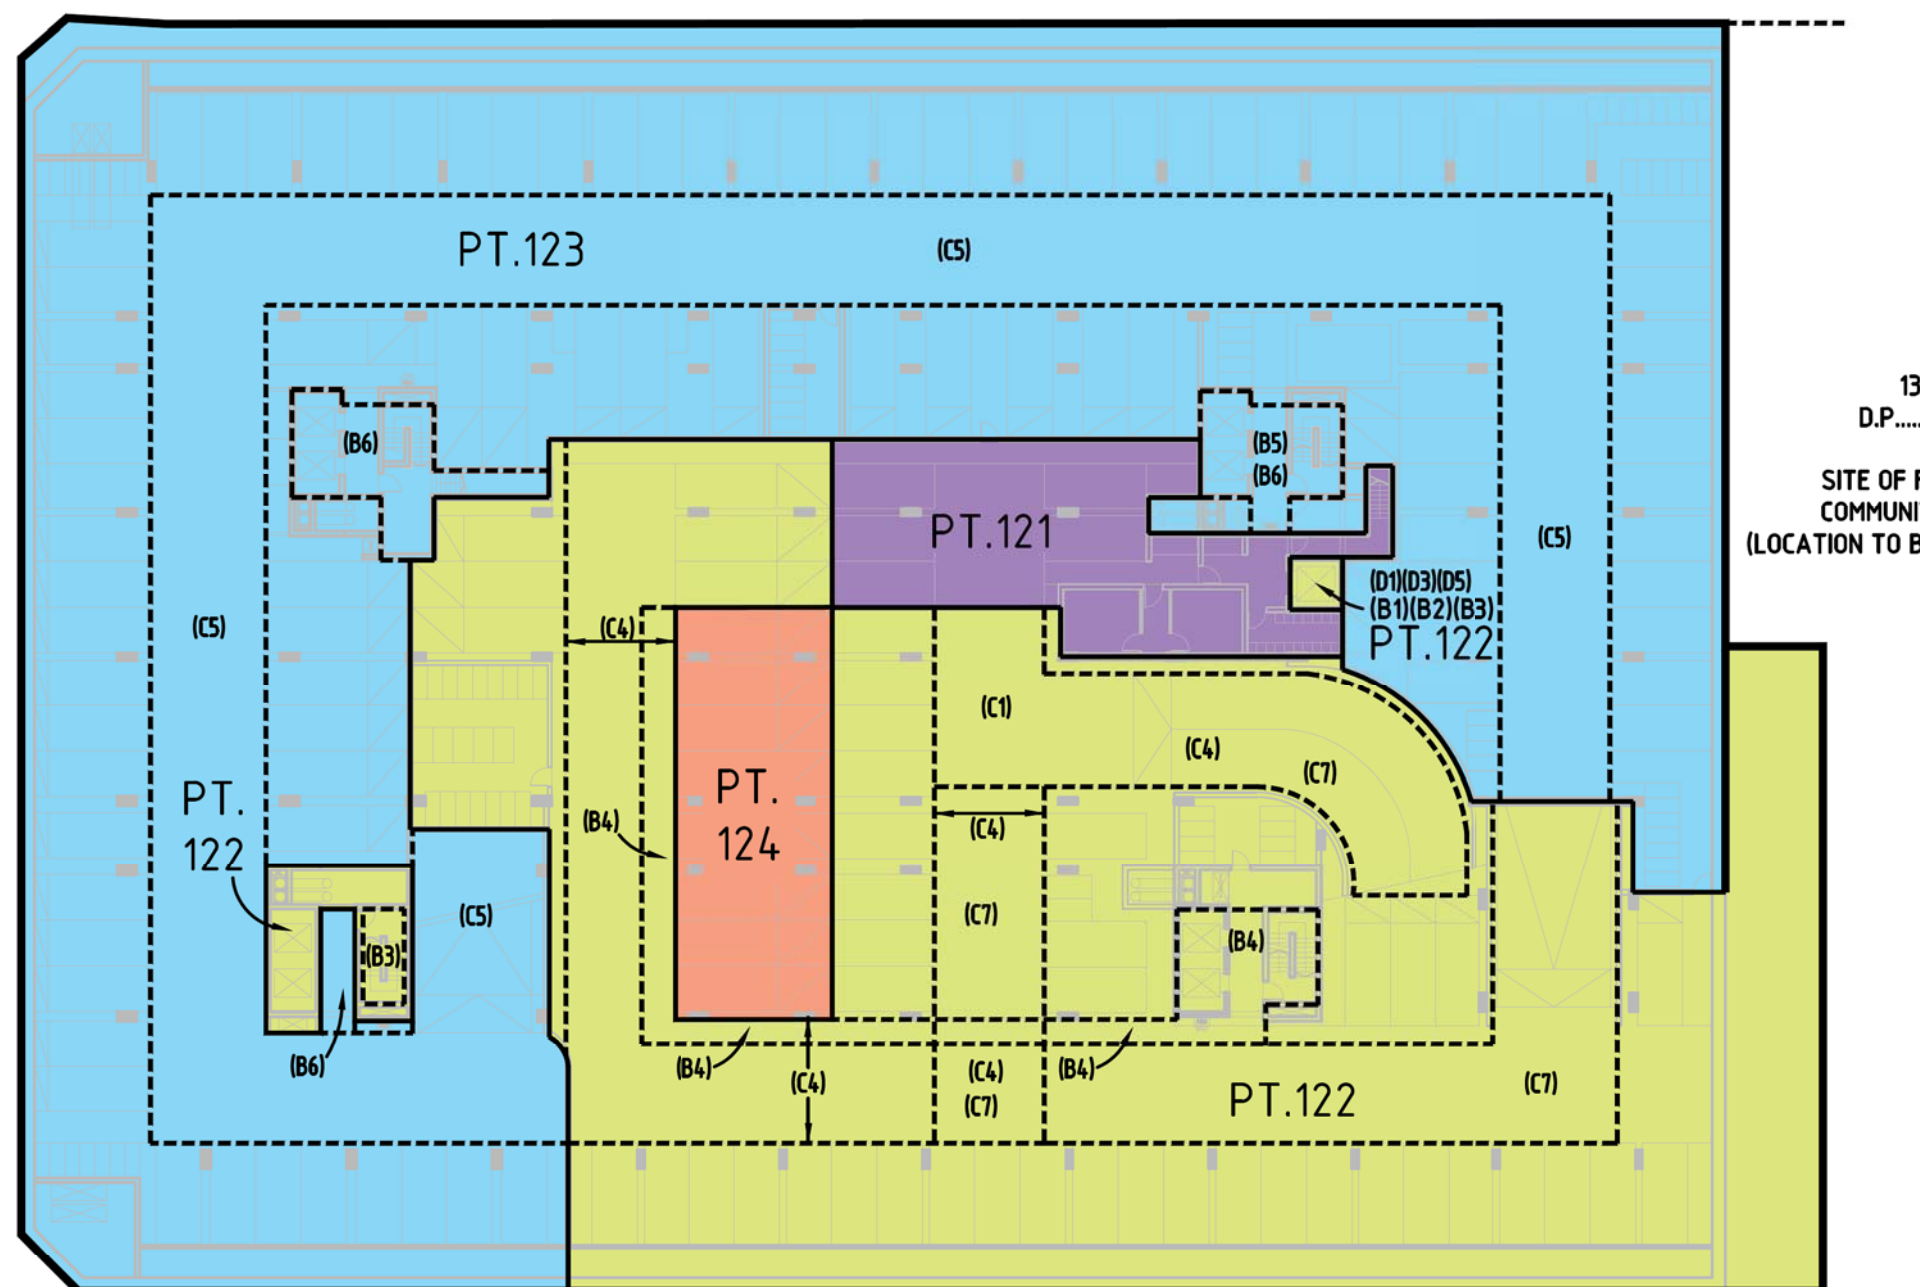 PT.123
(C5)
13
D.P.....
(B6)
(B5)
(B6)
SITE OF
COMMUNI
(LOCATION TO B
PT.121
(C5)
(D1)(D3)(D5)
(B1)(B2)(B3)
PT.122
(C5)
(C4)
(C1)
(C4)
(C7)
PT.
122
PT.
124
(B4)
(C4)
(C5)
(C7)
(B4)
(B3)
(B6)
(B4)
(C4)
(C4)
(C7)
(B4)
PT.122
(C7)